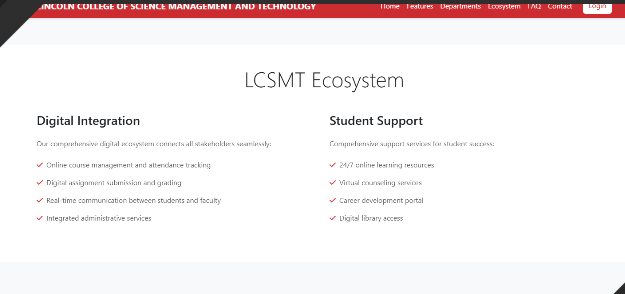 LINCOLN COLLEGE OF SCIENCE MANAGEMENT AND TECHNOLOGY Home Features Departments Ecosystem FAQ Contact Login
LCSMT Ecosystem
Digital Integration
Our comprehensive digital ecosystem connects all stakeholders seamlessly:
Online course management and attendance tracking
Digital assignment submission and grading
Real-time communication between students and faculty
Integrated administrative services
Student Support
Comprehensive support services for student success:
24/7 online learning resources
Virtual counseling services
Career development portal
Digital library access